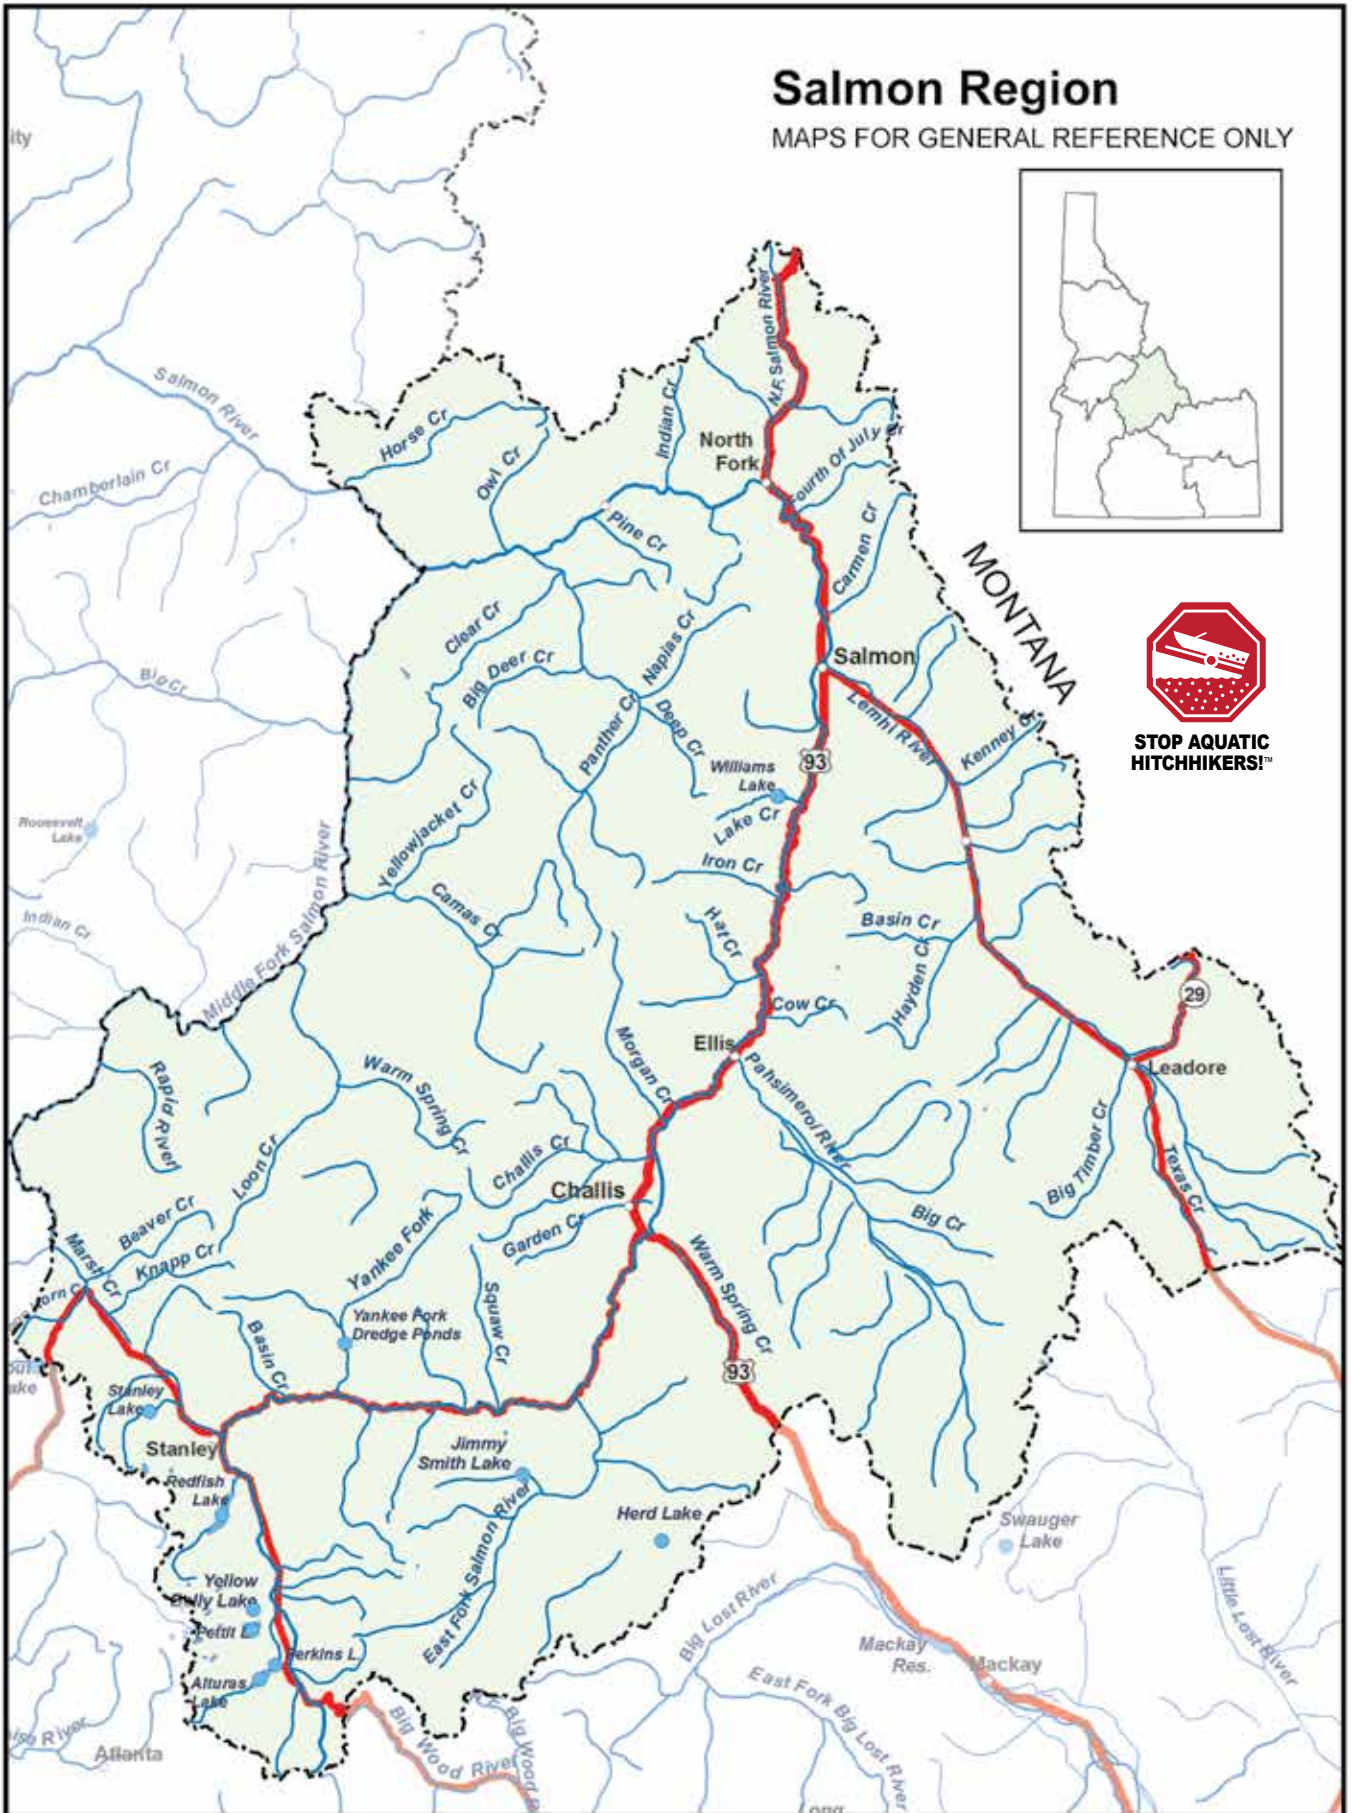 Salmon Region
MAPS FOR GENERAL REFERENCE ONLY
ity
N.F. Salmon River
Salmon River
Horse Cr
Indian Cr
North
Fork
Fourth Of July Cr
Chamberlain Cr
Owl Cr
Pine Cr
Carmen Cr
MONTANA
Clear Cr
Big Deer Cr
Napias Cr
Salmon
STOP AQUATIC
HITCHHIKERS!™
Big Cr
Panther Cr
Deep Cr
Lemhi River
Kenney Cr
93
Williams
Lake
Lake Cr
Roosevelt
Lake
Yellowjacket Cr
Iron Cr
Camas Cr
Hat Cr
Basin Cr
Indian Cr
Middle Fork Salmon River
Hayden Cr
29
Cow Cr
Ellis
Morgan Cr
Pahsimeroi River
Leadore
Rapid River
Warm Spring Cr
Loon Cr
Challis Cr
Challis
Big Timber Cr
Texas Cr
Beaver Cr
Yankee Fork
Garden Cr
Big Cr
Marsh Cr
Knapp Cr
Warm Spring Cr
Squaw Cr
Yankee Fork
Dredge Ponds
Basin Cr
93
ake
Stanley
Lake
Stanley
Jimmy
Smith Lake
Redfish
Lake
East Fork Salmon River
Herd Lake
Swauger
Lake
Yellow
Belly Lake
Pettit L.
Perkins L.
Alturas
Lake
Big Lost River
Little Lost River
Mackay
Res.
Mackay
East Fork Big Lost River
Big Wood River
Big Wood R
River
Atlanta